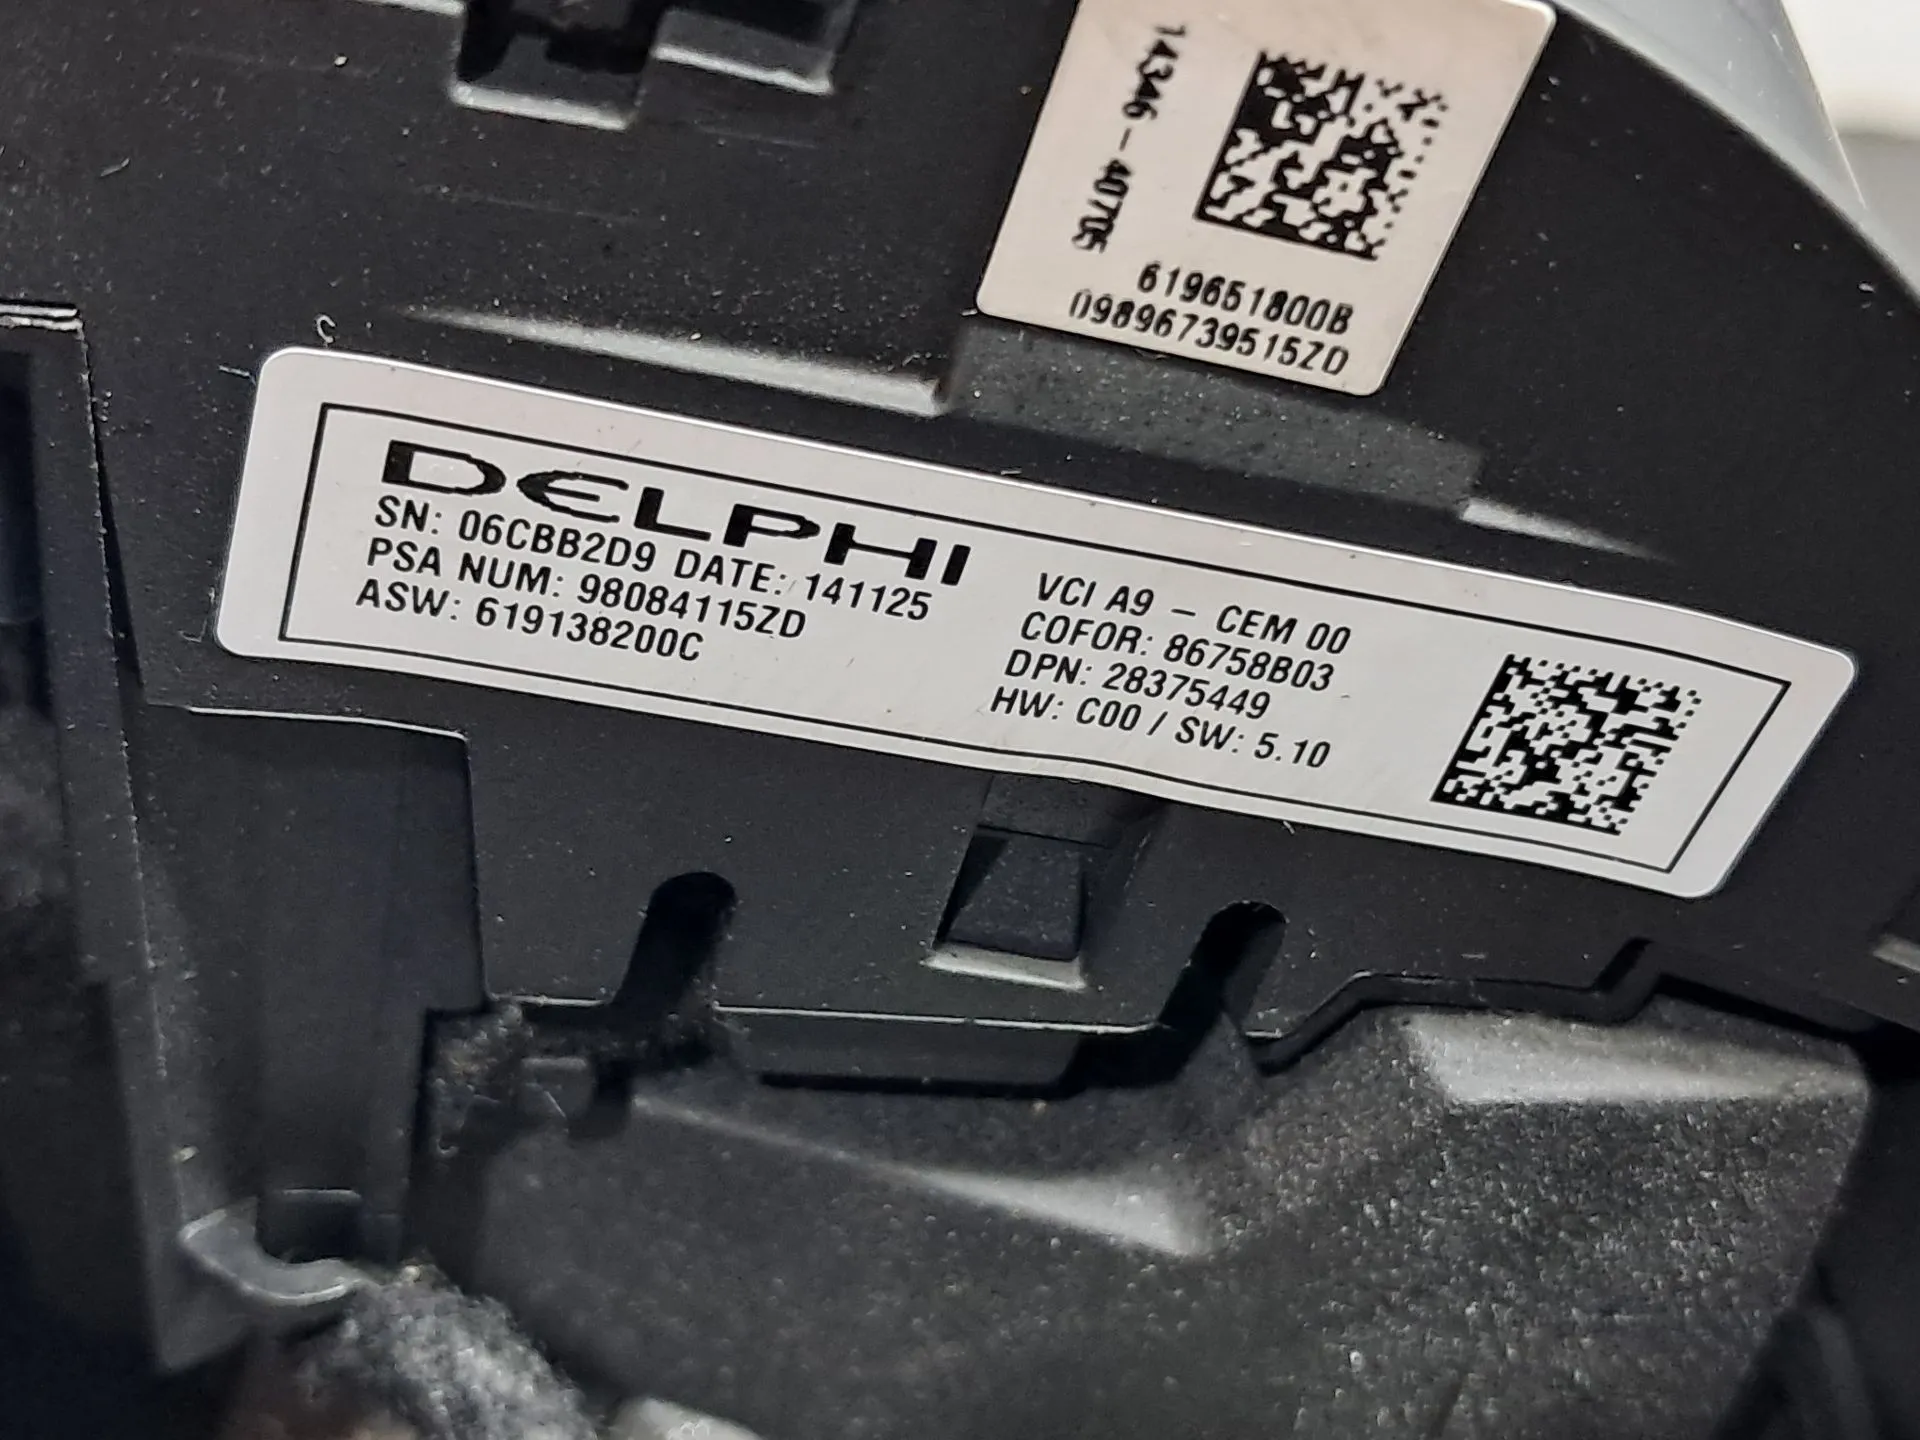 14346-40705
619651800B
09896739515ZD
DELPHI
SN: 06CBB2D9 DATE: 141125
PSA NUM: 98084115ZD
ASW: 619138200C
VCI A9 - CEM 00
COFOR: 86758B03
DPN: 28375449
HW: C00 / SW: 5.10